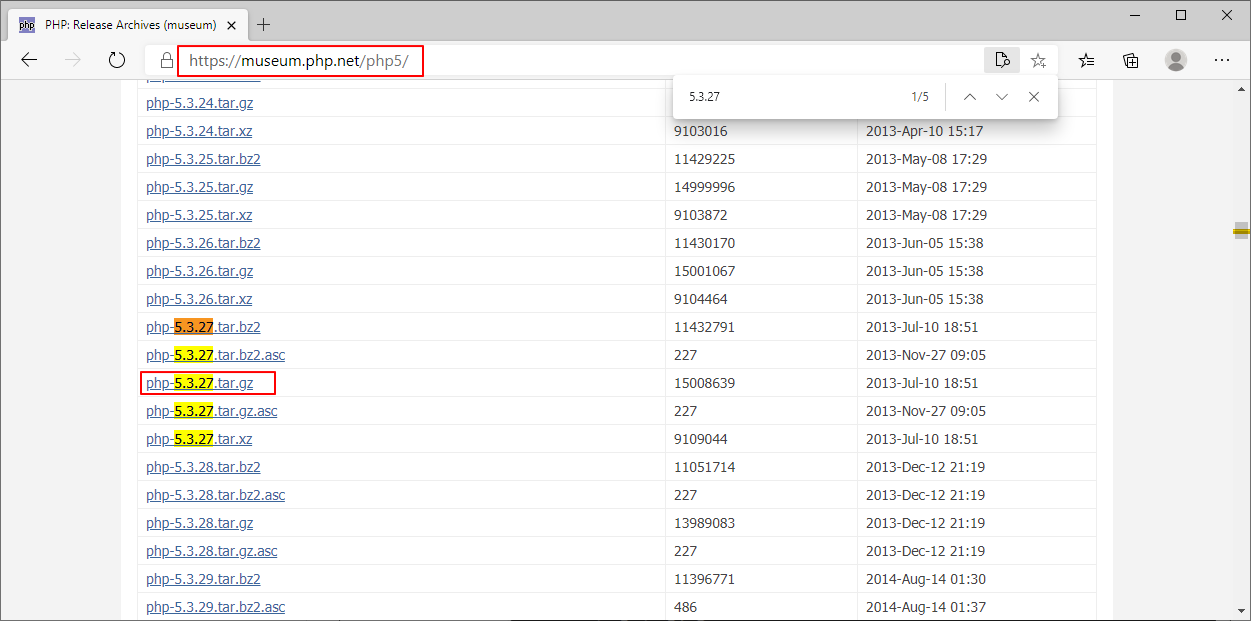 php PHP: Release Archives (museum)
https://museum.php.net/php5/
5.3.27 1/5
php-5.3.24.tar.gz
php-5.3.24.tar.xz 9103016 2013-Apr-10 15:17
php-5.3.25.tar.bz2 11429225 2013-May-08 17:29
php-5.3.25.tar.gz 14999996 2013-May-08 17:29
php-5.3.25.tar.xz 9103872 2013-May-08 17:29
php-5.3.26.tar.bz2 11430170 2013-Jun-05 15:38
php-5.3.26.tar.gz 15001067 2013-Jun-05 15:38
php-5.3.26.tar.xz 9104464 2013-Jun-05 15:38
php-5.3.27.tar.bz2 11432791 2013-Jul-10 18:51
php-5.3.27.tar.bz2.asc 227 2013-Nov-27 09:05
php-5.3.27.tar.gz 15008639 2013-Jul-10 18:51
php-5.3.27.tar.gz.asc 227 2013-Nov-27 09:05
php-5.3.27.tar.xz 9109044 2013-Jul-10 18:51
php-5.3.28.tar.bz2 11051714 2013-Dec-12 21:19
php-5.3.28.tar.bz2.asc 227 2013-Dec-12 21:19
php-5.3.28.tar.gz 13989083 2013-Dec-12 21:19
php-5.3.28.tar.gz.asc 227 2013-Dec-12 21:19
php-5.3.29.tar.bz2 11396771 2014-Aug-14 01:30
php-5.3.29.tar.bz2.asc 486 2014-Aug-14 01:37